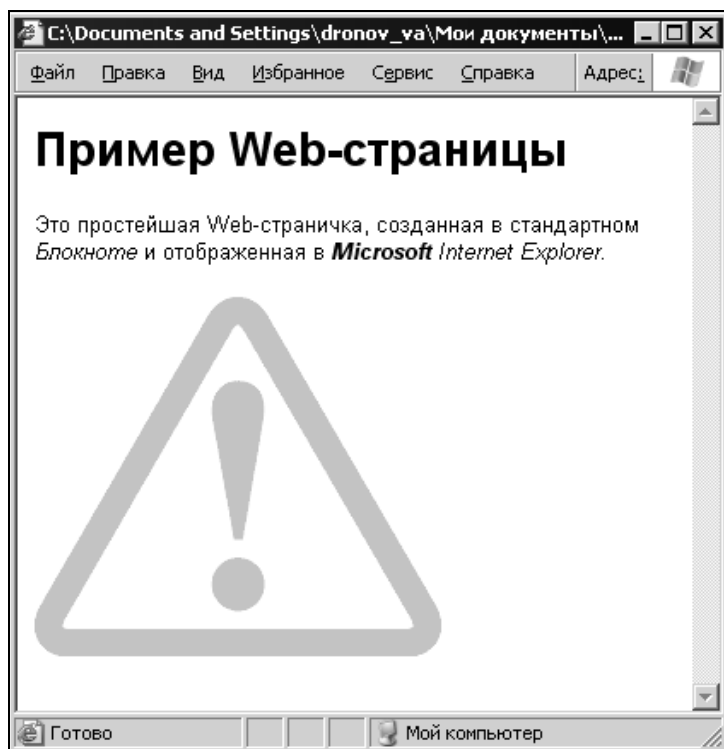 C:\Documents and Settings\dronov_va\Мои документы\...
Файл Правка Вид Избранное Сервис Справка Адрес:
Пример Web-страницы
Это простейшая Web-страничка, созданная в стандартном
Блокноте и отображенная в Microsoft Internet Explorer.
Готово Мой компьютер